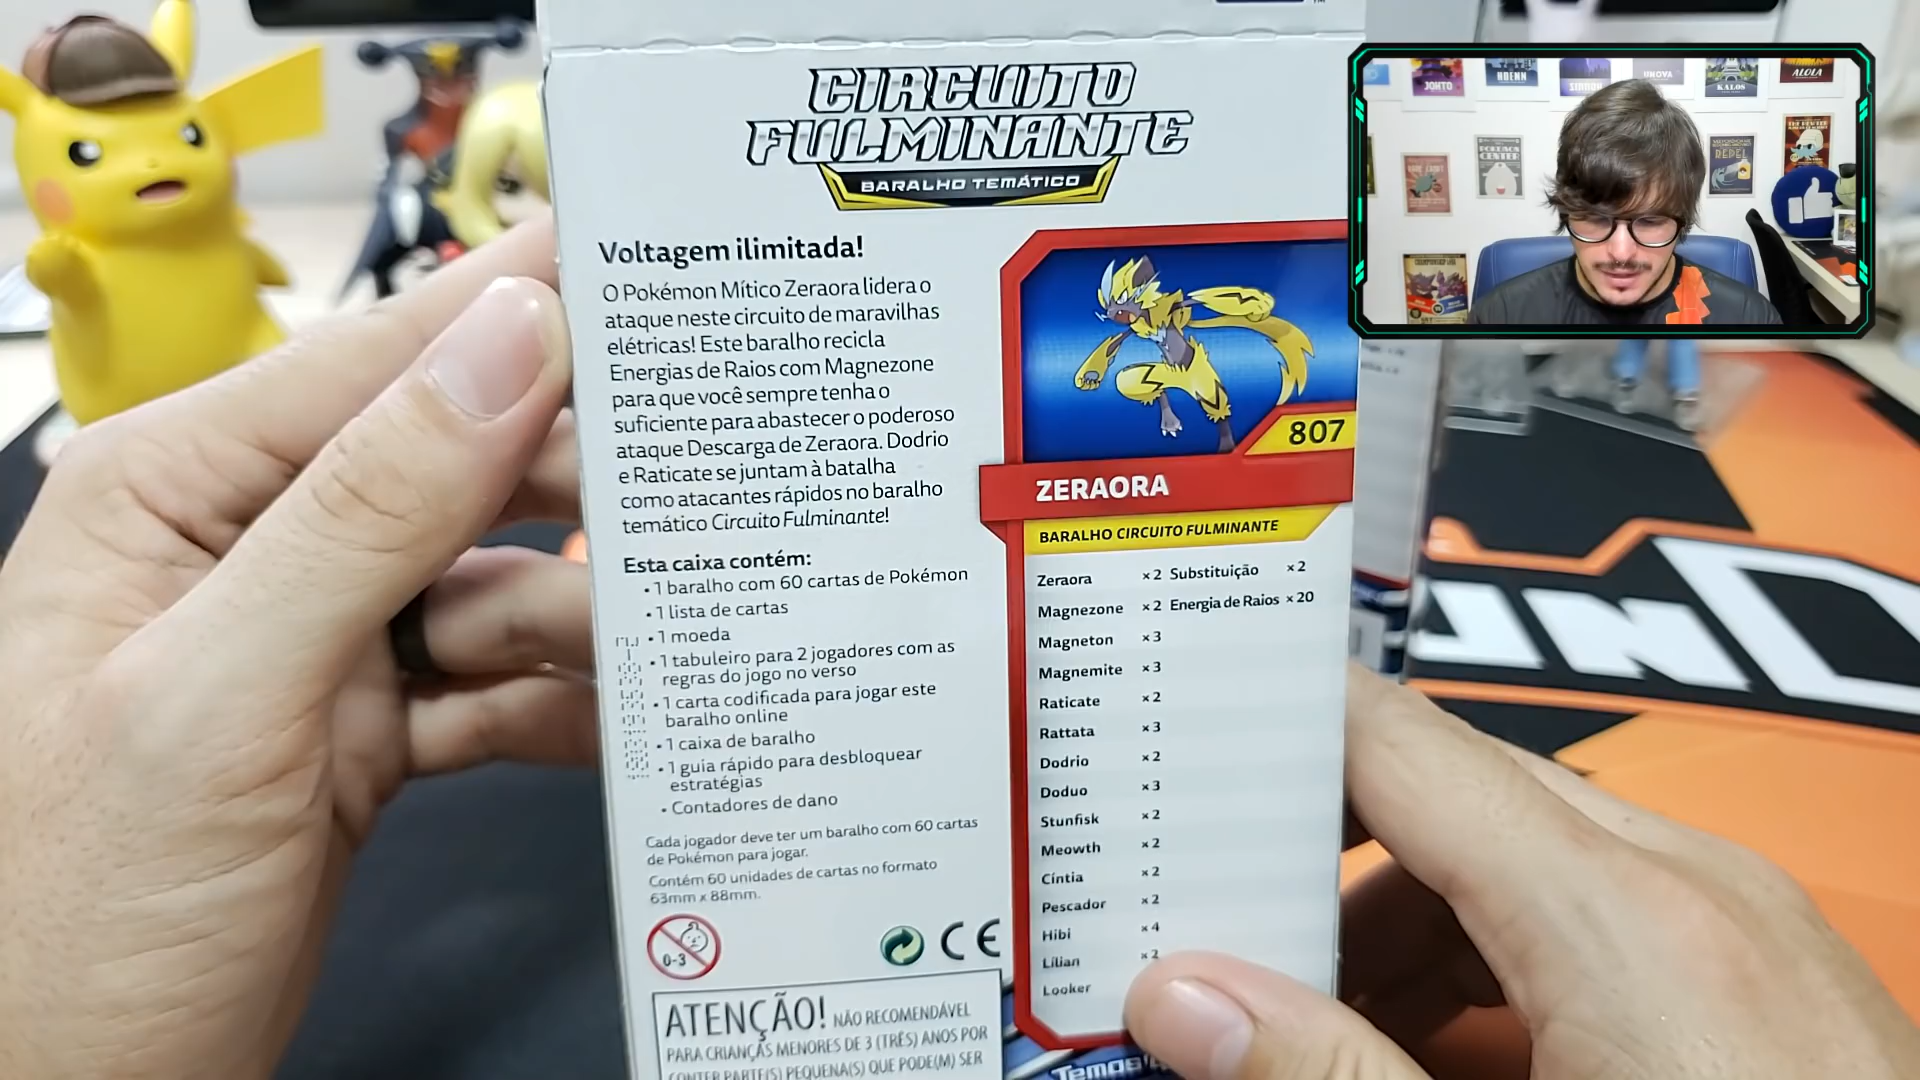 CIRCUITO
FULMINANTE
BARALHO TEMÁTICO
Voltagem ilimitada!
O Pokémon Mítico Zeraora lidera o
ataque neste circuito de maravilhas
elétricas! Este baralho recicla
Energias de Raios com Magnezone
para que você sempre tenha o
suficiente para abastecer o poderoso
ataque Descarga de Zeraora. Dodrio
e Raticate se juntam à batalha
como atacantes rápidos no baralho
temático Circuito Fulminante!
Esta caixa contém:
• 1 baralho com 60 cartas de Pokémon
• 1 lista de cartas
• 1 moeda
• 1 tabuleiro para 2 jogadores com as
regras do jogo no verso
• 1 carta codificada para jogar este
baralho online
• 1 caixa de baralho
• 1 guia rápido para desbloquear
estratégias
• Contadores de dano
Cada jogador deve ter um baralho com 60 cartas
de Pokémon para jogar.
Contém 60 unidades de cartas no formato
63mm x 88mm.
0-3
CE
ATENÇÃO! NÃO RECOMENDÁVEL
PARA CRIANÇAS MENORES DE 3 (TRÊS) ANOS POR
CONTER PARTE(S) PEQUENA(S) QUE PODE(M) SER
807
ZERAORA
BARALHO CIRCUITO FULMINANTE
Zeraora ×2 Substituição ×2
Magnezone ×2 Energia de Raios ×20
Magneton ×3
Magnemite ×3
Raticate ×2
Rattata ×3
Dodrio ×2
Doduo ×3
Stunfisk ×2
Meowth ×2
Cíntia ×2
Pescador ×2
Hibi ×4
Lílian ×2
Looker
JOHTO
HOENN
SINNOH
UNOVA
KALOS
ALOLA
POKÉMON
CENTER
REPEL